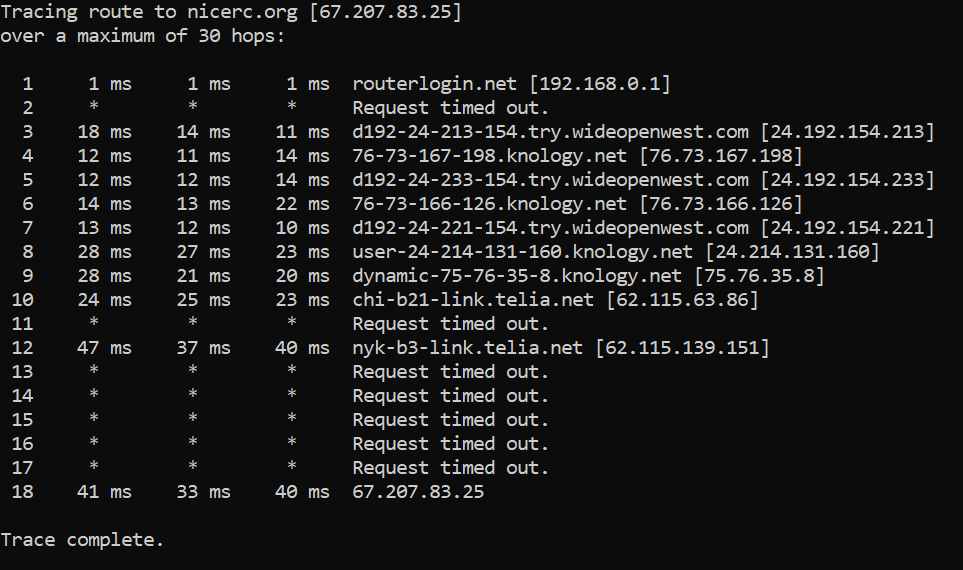 Tracing route to nicerc.org [67.207.83.25]
over a maximum of 30 hops:

  1     1 ms     1 ms     1 ms  routerlogin.net [192.168.0.1]
  2     *        *        *     Request timed out.
  3    18 ms    14 ms    11 ms  d192-24-213-154.try.wideopenwest.com [24.192.154.213]
  4    12 ms    11 ms    14 ms  76-73-167-198.knology.net [76.73.167.198]
  5    12 ms    12 ms    14 ms  d192-24-233-154.try.wideopenwest.com [24.192.154.233]
  6    14 ms    13 ms    22 ms  76-73-166-126.knology.net [76.73.166.126]
  7    13 ms    12 ms    10 ms  d192-24-221-154.try.wideopenwest.com [24.192.154.221]
  8    28 ms    27 ms    23 ms  user-24-214-131-160.knology.net [24.214.131.160]
  9    28 ms    21 ms    20 ms  dynamic-75-76-35-8.knology.net [75.76.35.8]
 10    24 ms    25 ms    23 ms  chi-b21-link.telia.net [62.115.63.86]
 11     *        *        *     Request timed out.
 12    47 ms    37 ms    40 ms  nyk-b3-link.telia.net [62.115.139.151]
 13     *        *        *     Request timed out.
 14     *        *        *     Request timed out.
 15     *        *        *     Request timed out.
 16     *        *        *     Request timed out.
 17     *        *        *     Request timed out.
 18    41 ms    33 ms    40 ms  67.207.83.25

Trace complete.